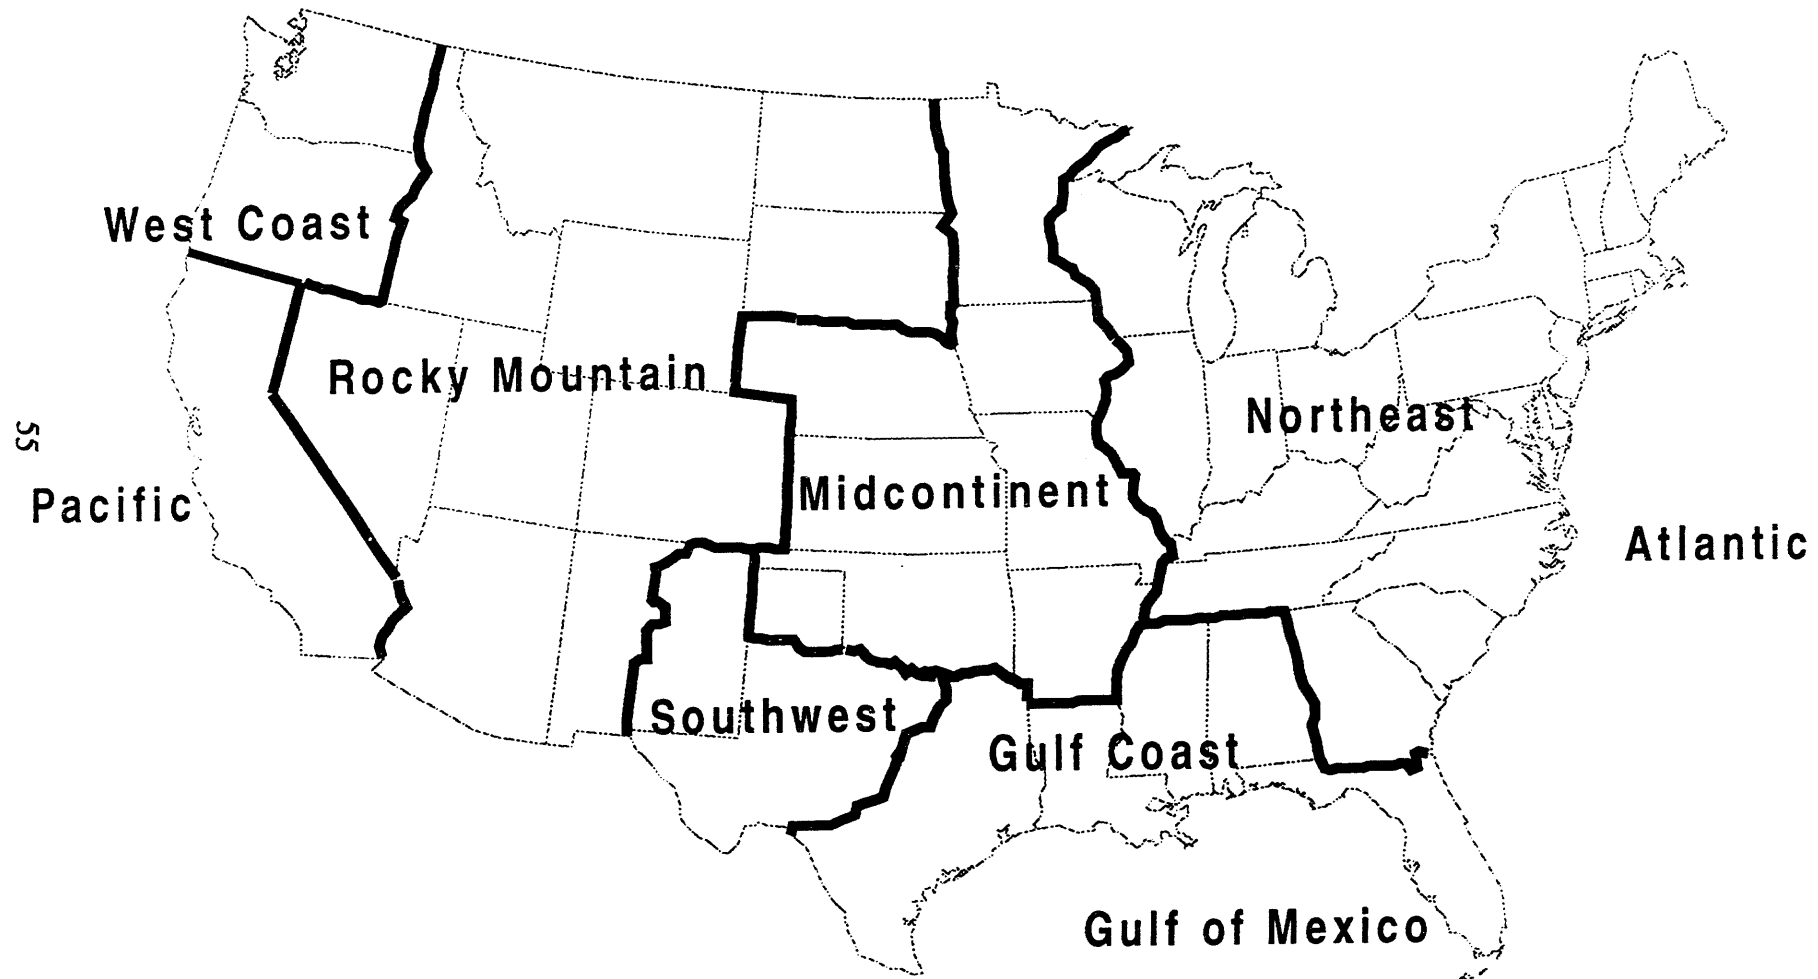 West Coast
Rocky Mountain
Northeast
55
Pacific
Midcontinent
Atlantic
Southwest
Gulf Coast
Gulf of Mexico